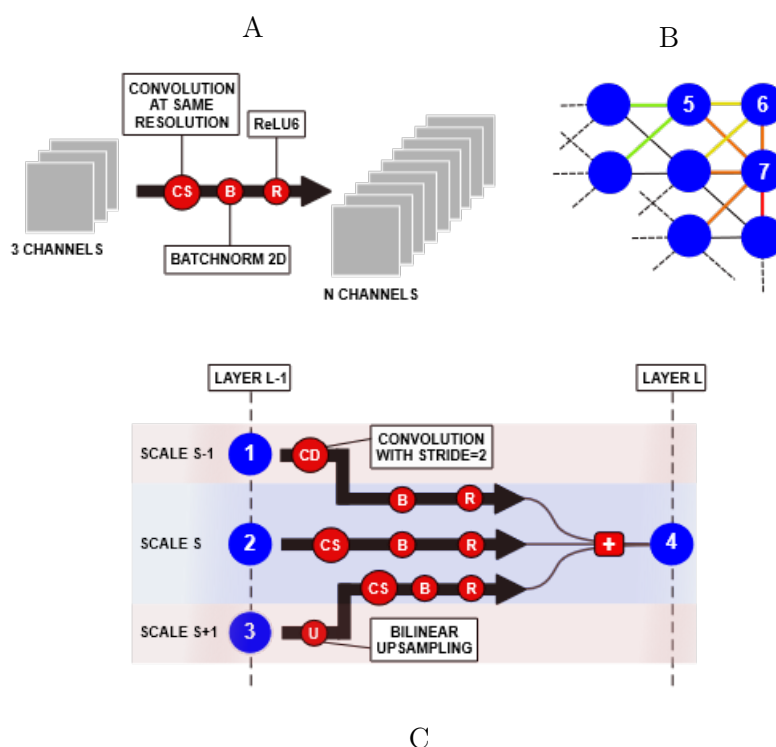 A
B
CONVOLUTION
AT SAME
RESOLUTION
ReLU6
CS
B
R
3 CHANNELS
BATCHNORM 2D
N CHANNELS
5
6
7
LAYER L-1
LAYER L
SCALE S-1
1
CD
CONVOLUTION
WITH STRIDE=2
B
R
SCALE S
2
CS
B
R
+
4
CS
B
R
SCALE S+1
3
U
BILINEAR
UPSAMPLING
C